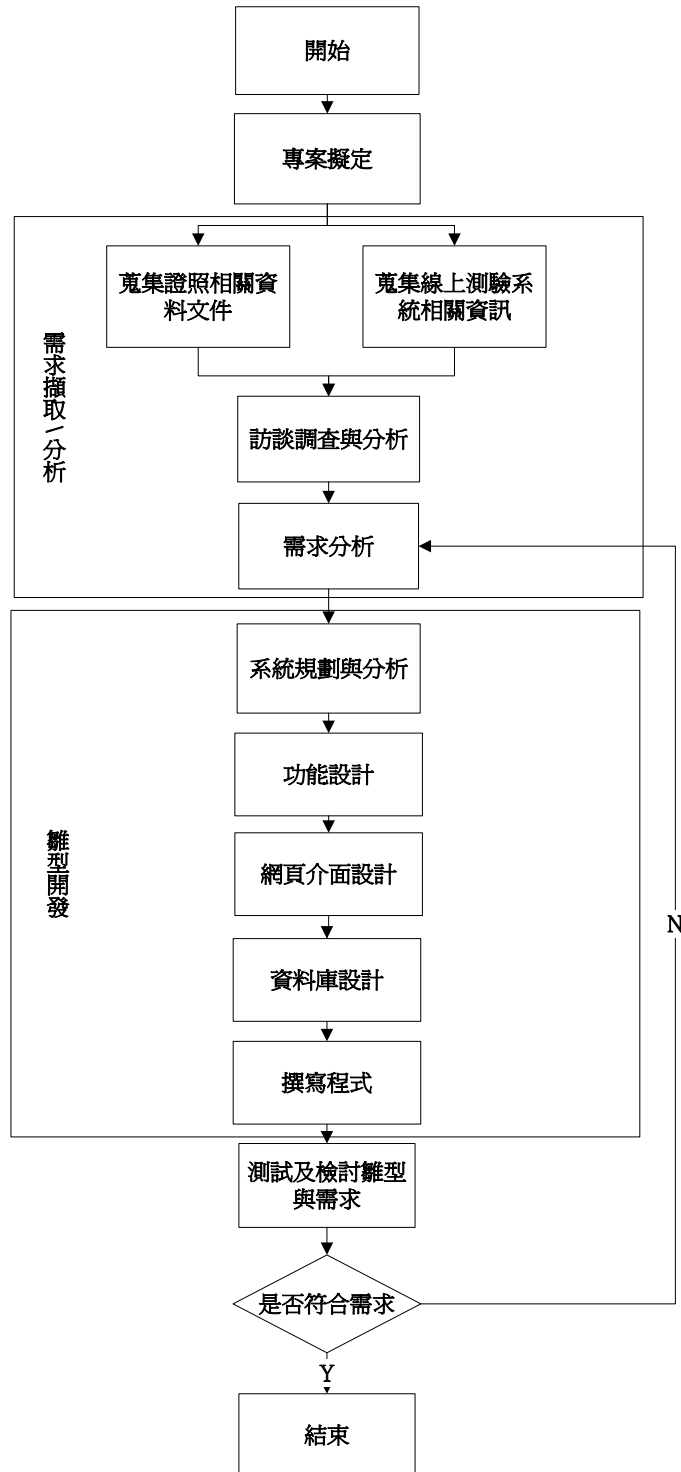 開始
專案擬定
蒐集證照相關資
料文件
蒐集線上測驗系
統相關資訊
需求擷取/分析
訪談調查與分析
需求分析
系統規劃與分析
功能設計
網頁介面設計
雛型開發
資料庫設計
撰寫程式
N
測試及檢討雛型
與需求
是否符合需求
Y
結束